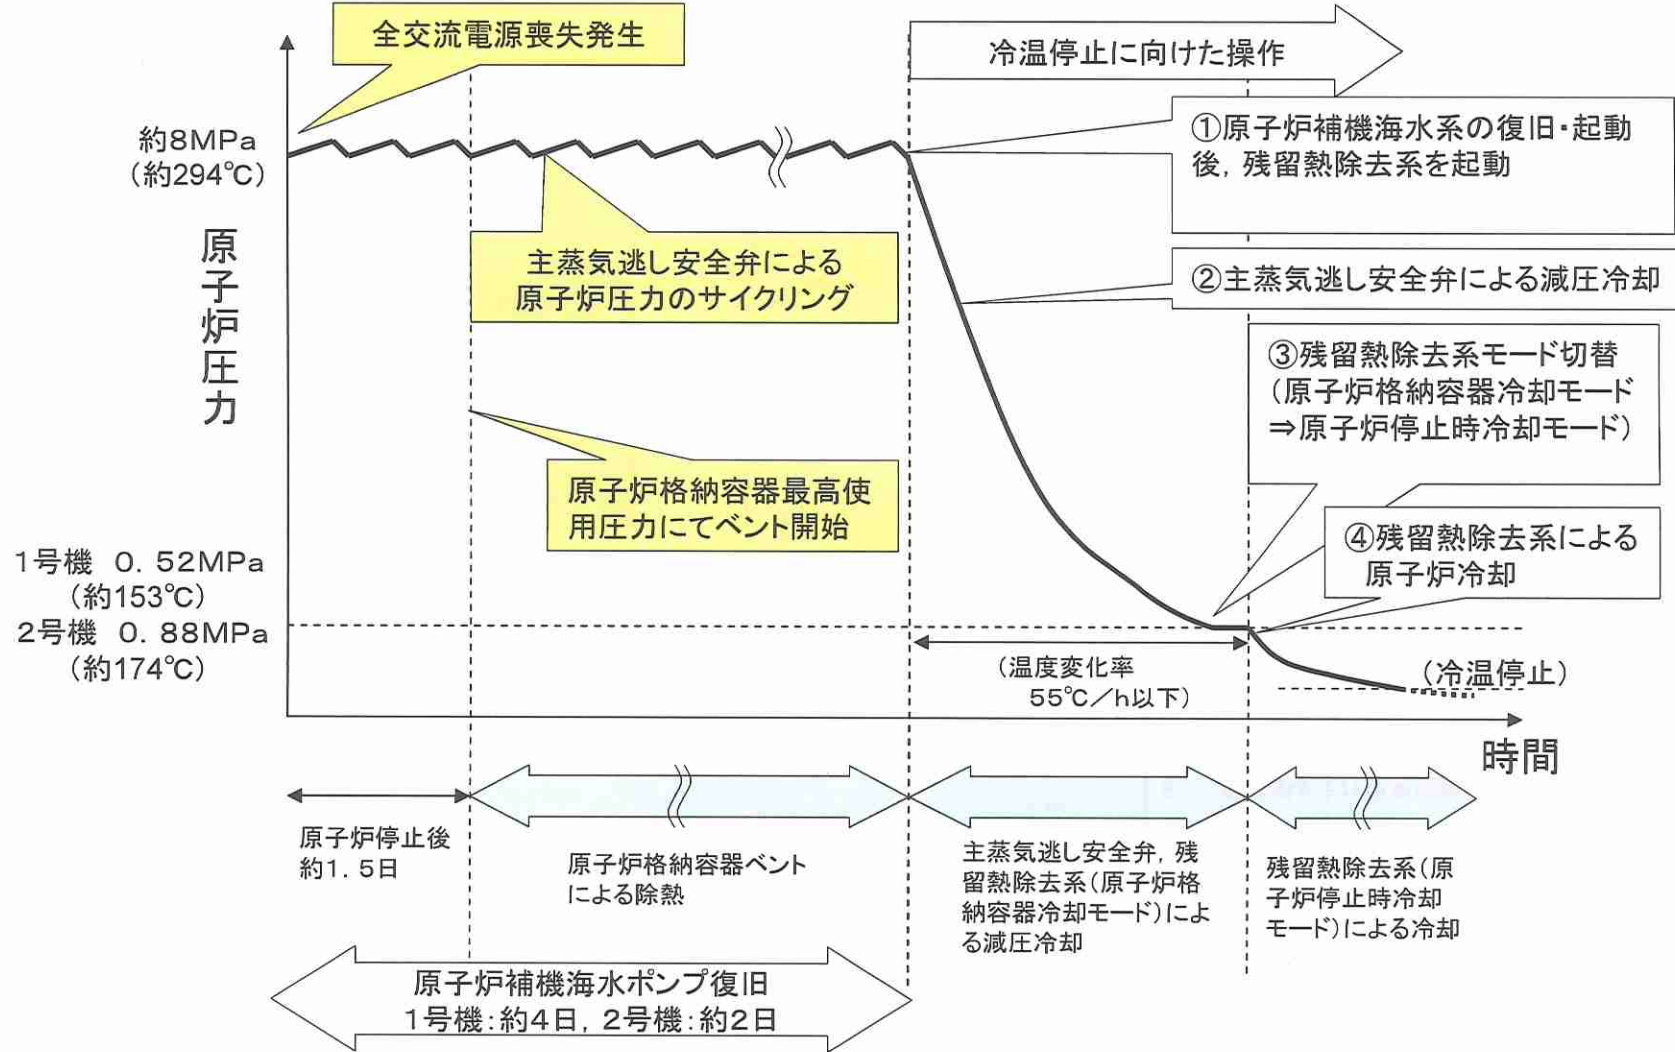 全交流電源喪失発生
冷温停止に向けた操作
約8MPa
(約294℃)
原子炉圧力
①原子炉補機海水系の復旧・起動
後，残留熱除去系を起動
主蒸気逃し安全弁による
原子炉圧力のサイクリング
②主蒸気逃し安全弁による減圧冷却
③残留熱除去系モード切替
(原子炉格納容器冷却モード
⇒原子炉停止時冷却モード)
原子炉格納容器最高使
用圧力にてベント開始
④残留熱除去系による
原子炉冷却
1号機 0.52MPa
(約153℃)
2号機 0.88MPa
(約174℃)
(温度変化率
55℃/h以下)
(冷温停止)
時間
原子炉停止後
約1.5日
原子炉格納容器ベント
による除熱
主蒸気逃し安全弁，残
留熱除去系(原子炉格
納容器冷却モード)によ
る減圧冷却
残留熱除去系(原
子炉停止時冷却
モード)による冷却
原子炉補機海水ポンプ復旧
1号機:約4日，2号機:約2日